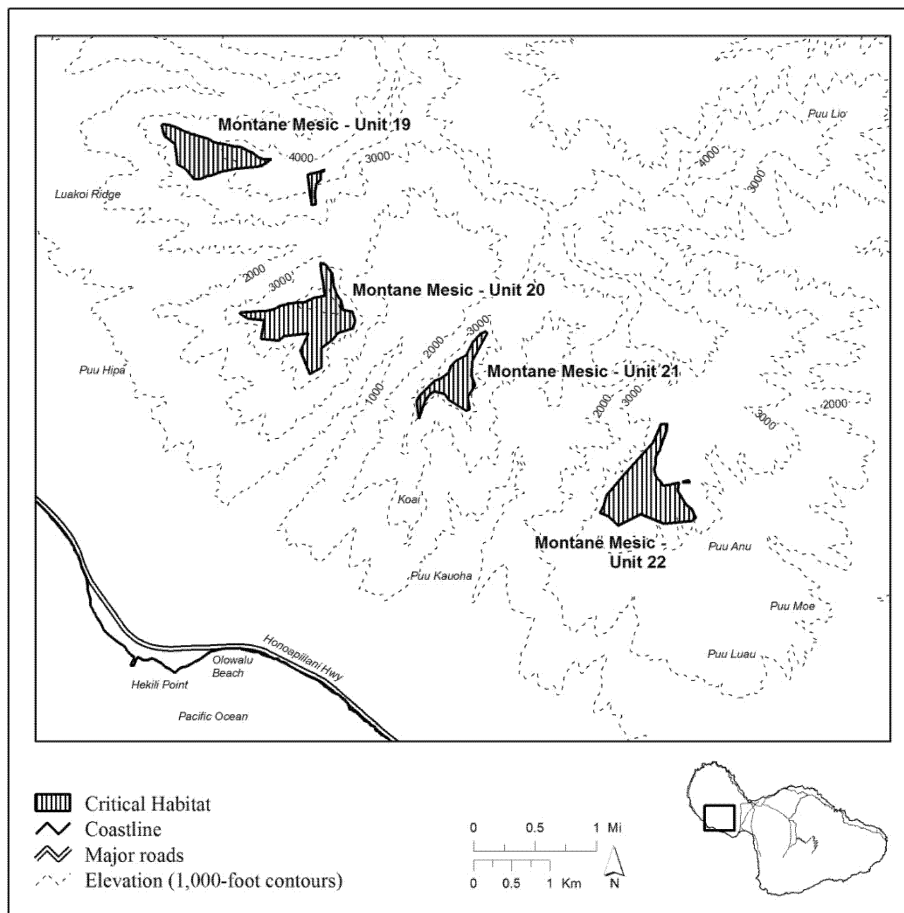 Montane Mesic - Unit 19
Puu Lio
4000
3000
4000
3000
Luakoi Ridge
2000
3000
Montane Mesic - Unit 20
Puu Hipa
2000
3000
1000
Montane Mesic - Unit 21
2000
3000
3000
2000
Koai
Montane Mesic -
Unit 22
Puu Anu
Puu Kauoha
Puu Moe
Puu Luau
Honoapiilani Hwy
Olowalu
Beach
Hekili Point
Pacific Ocean
Critical Habitat
Coastline
Major roads
Elevation (1,000-foot contours)
0 0.5 1 Mi
0 0.5 1 Km
N